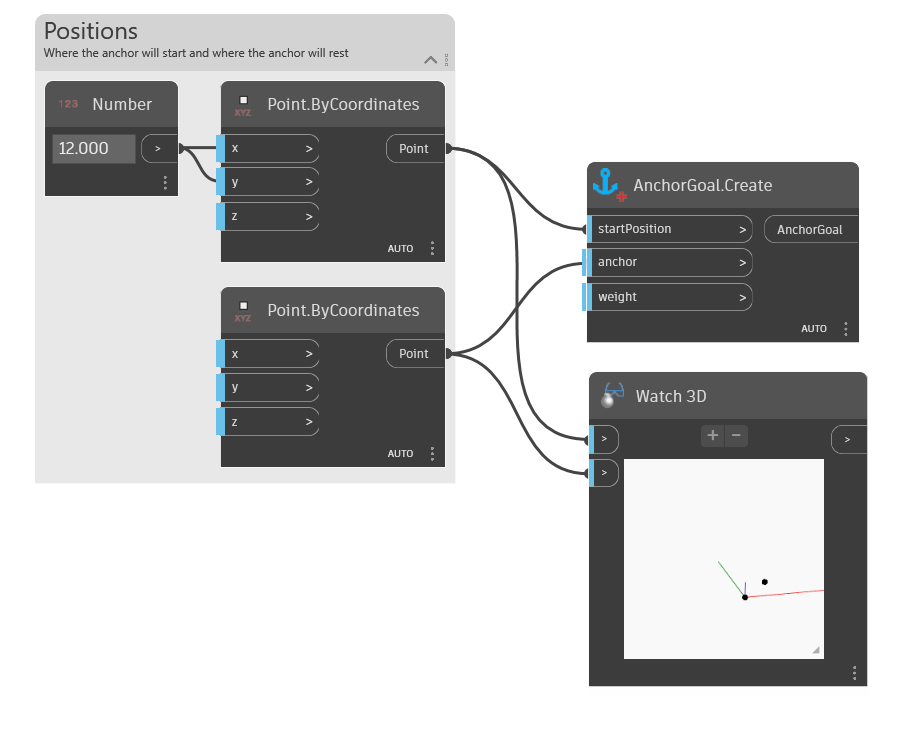 Positions
Where the anchor will start and where the anchor will rest
123 Number
12.000 >
XYZ Point.ByCoordinates
x > Point
y >
z >
AUTO
XYZ Point.ByCoordinates
x > Point
y >
z >
AUTO
AnchorGoal.Create
startPosition > AnchorGoal
anchor >
weight >
AUTO
Watch 3D
> + − >
>